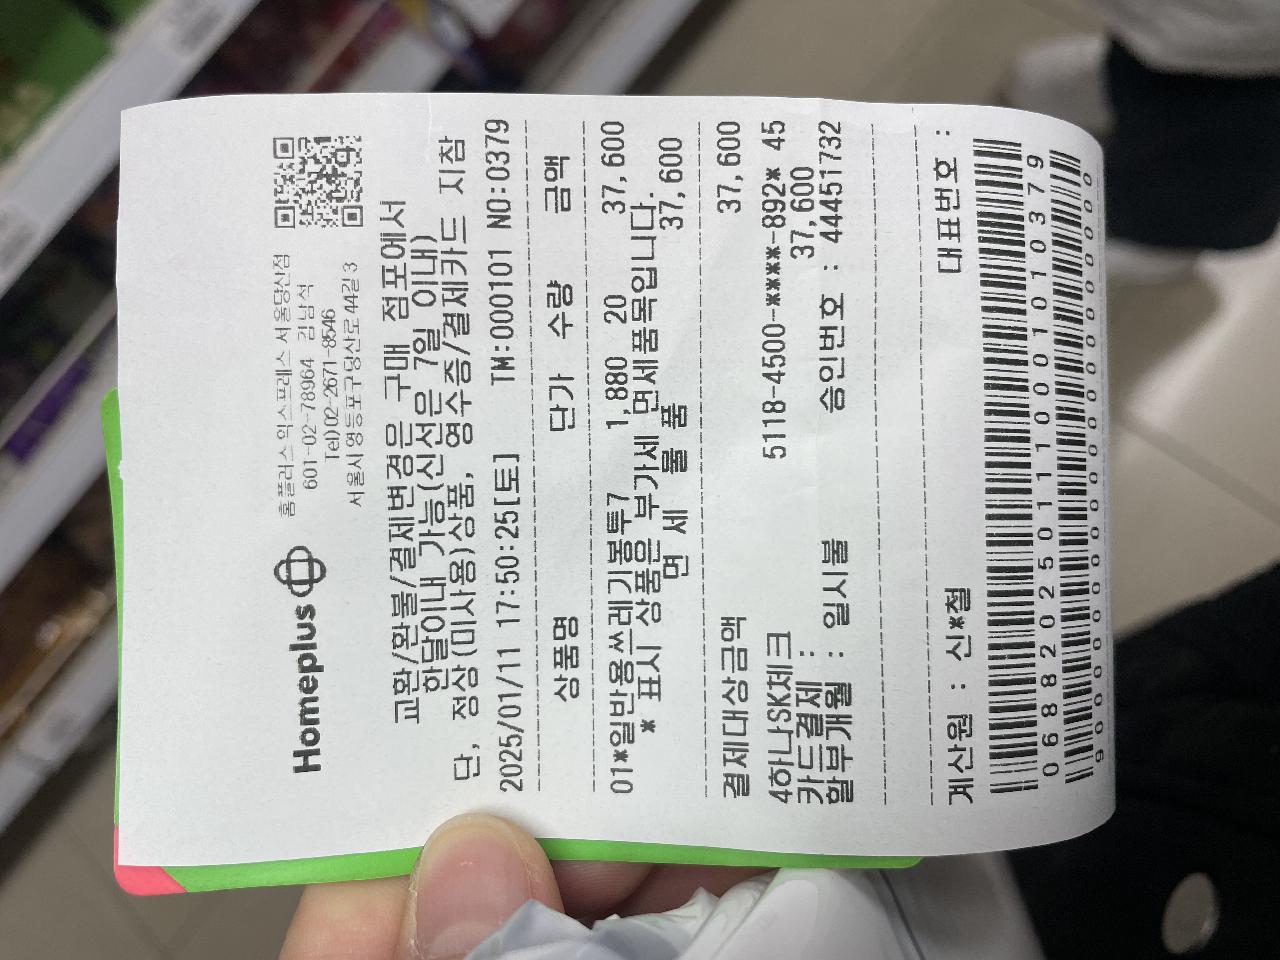 Homeplus
홈플러스익스프레스 서울당산점
601-02-78964 김남석
Tel)02-2671-8546
서울시 영등포구 당산로 44길 3
교환/환불/결제변경은 구매 점포에서
한달이내 가능(신선은 7일 이내)
단, 정상(미사용)상품, 영수증/결제카드 지참
2025/01/11 17:50:25[토] TM:000101 NO:0379
상품명 단가 수량 금액
01*일반용쓰레기봉투7 1,880 20 37,600
* 표시 상품은 부가세 면세품목입니다.
면 세 물 품 37,600
결제대상금액 37,600
4하나SK체크 5118-4500-****-892* 45
카드결제 : 37,600
할부개월 : 일시불 승인번호 : 44451732
계산원 : 신*철 대표번호 :
0688202501110001010379